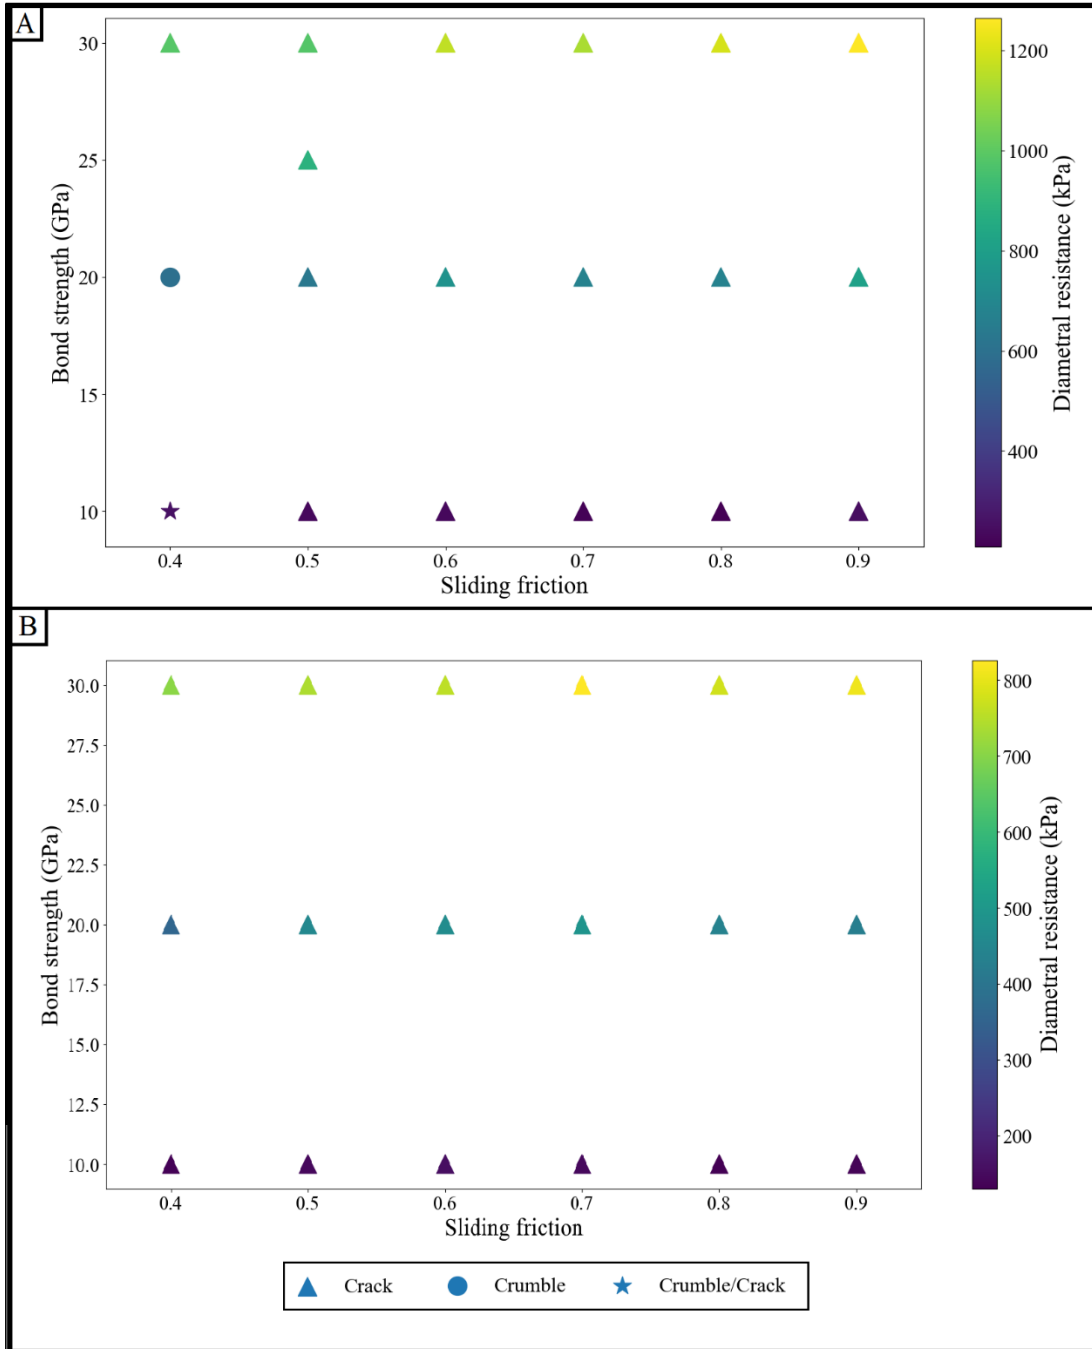 A
30
25
20
15
10
Bond strength (GPa)
0.4 0.5 0.6 0.7 0.8 0.9
Sliding friction
1200
1000
800
600
400
Diametral resistance (kPa)
B
30.0
27.5
25.0
22.5
20.0
17.5
15.0
12.5
10.0
Bond strength (GPa)
0.4 0.5 0.6 0.7 0.8 0.9
Sliding friction
800
700
600
500
400
300
200
Diametral resistance (kPa)
Crack Crumble Crumble/Crack